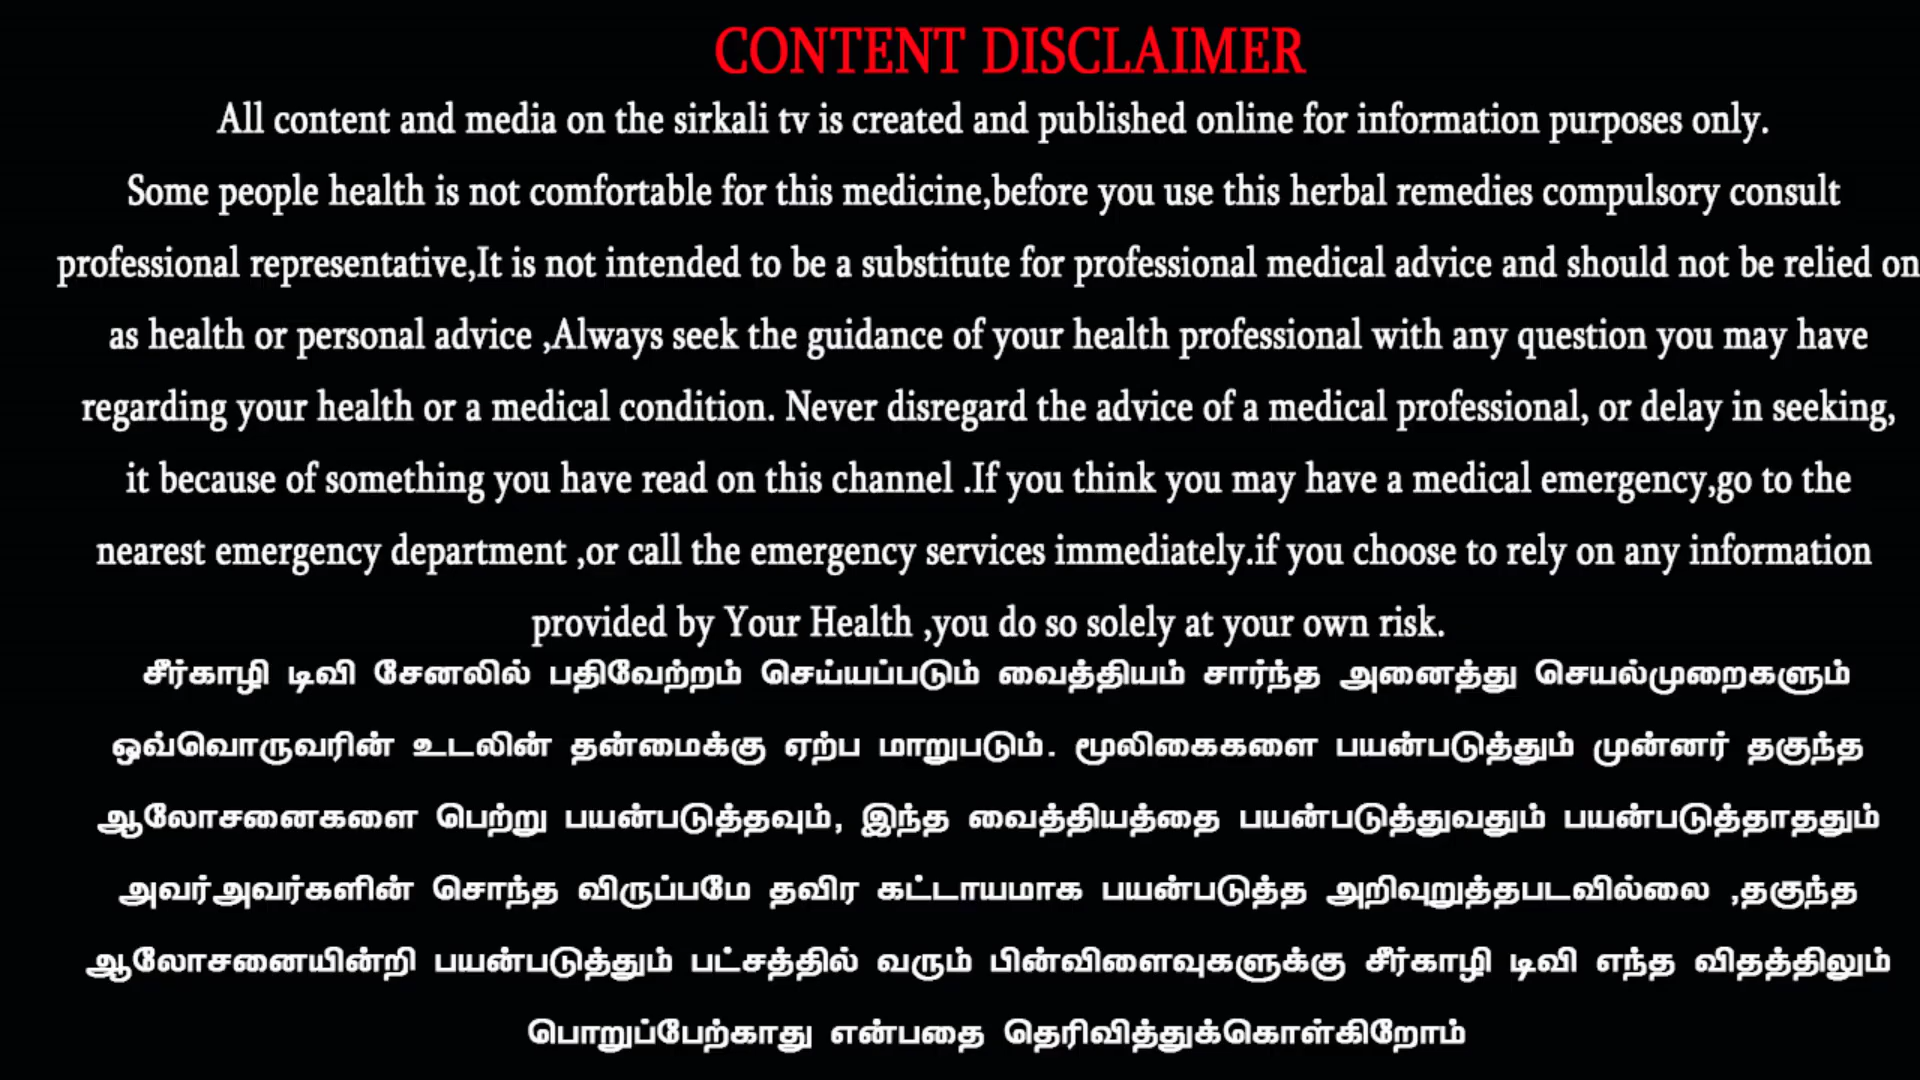 CONTENT DISCLAIMER
All content and media on the sirkali tv is created and published online for information purposes only.
Some people health is not comfortable for this medicine,before you use this herbal remedies compulsory consult
professional representative,It is not intended to be a substitute for professional medical advice and should not be relied on
as health or personal advice ,Always seek the guidance of your health professional with any question you may have
regarding your health or a medical condition. Never disregard the advice of a medical professional, or delay in seeking,
it because of something you have read on this channel .If you think you may have a medical emergency,go to the
nearest emergency department ,or call the emergency services immediately.if you choose to rely on any information
provided by Your Health ,you do so solely at your own risk.
சீர்காழி டிவி சேனலில் பதிவேற்றம் செய்யப்படும் வைத்தியம் சார்ந்த அனைத்து செயல்முறைகளும்
ஒவ்வொருவரின் உடலின் தன்மைக்கு ஏற்ப மாறுபடும். மூலிகைகளை பயன்படுத்தும் முன்னர் தகுந்த
ஆலோசனைகளை பெற்று பயன்படுத்தவும், இந்த வைத்தியத்தை பயன்படுத்துவதும் பயன்படுத்தாததும்
அவர்அவர்களின் சொந்த விருப்பமே தவிர கட்டாயமாக பயன்படுத்த அறிவுறுத்தபடவில்லை ,தகுந்த
ஆலோசனையின்றி பயன்படுத்தும் பட்சத்தில் வரும் பின்விளைவுகளுக்கு சீர்காழி டிவி எந்த விதத்திலும்
பொறுப்பேற்காது என்பதை தெரிவித்துக்கொள்கிறோம்